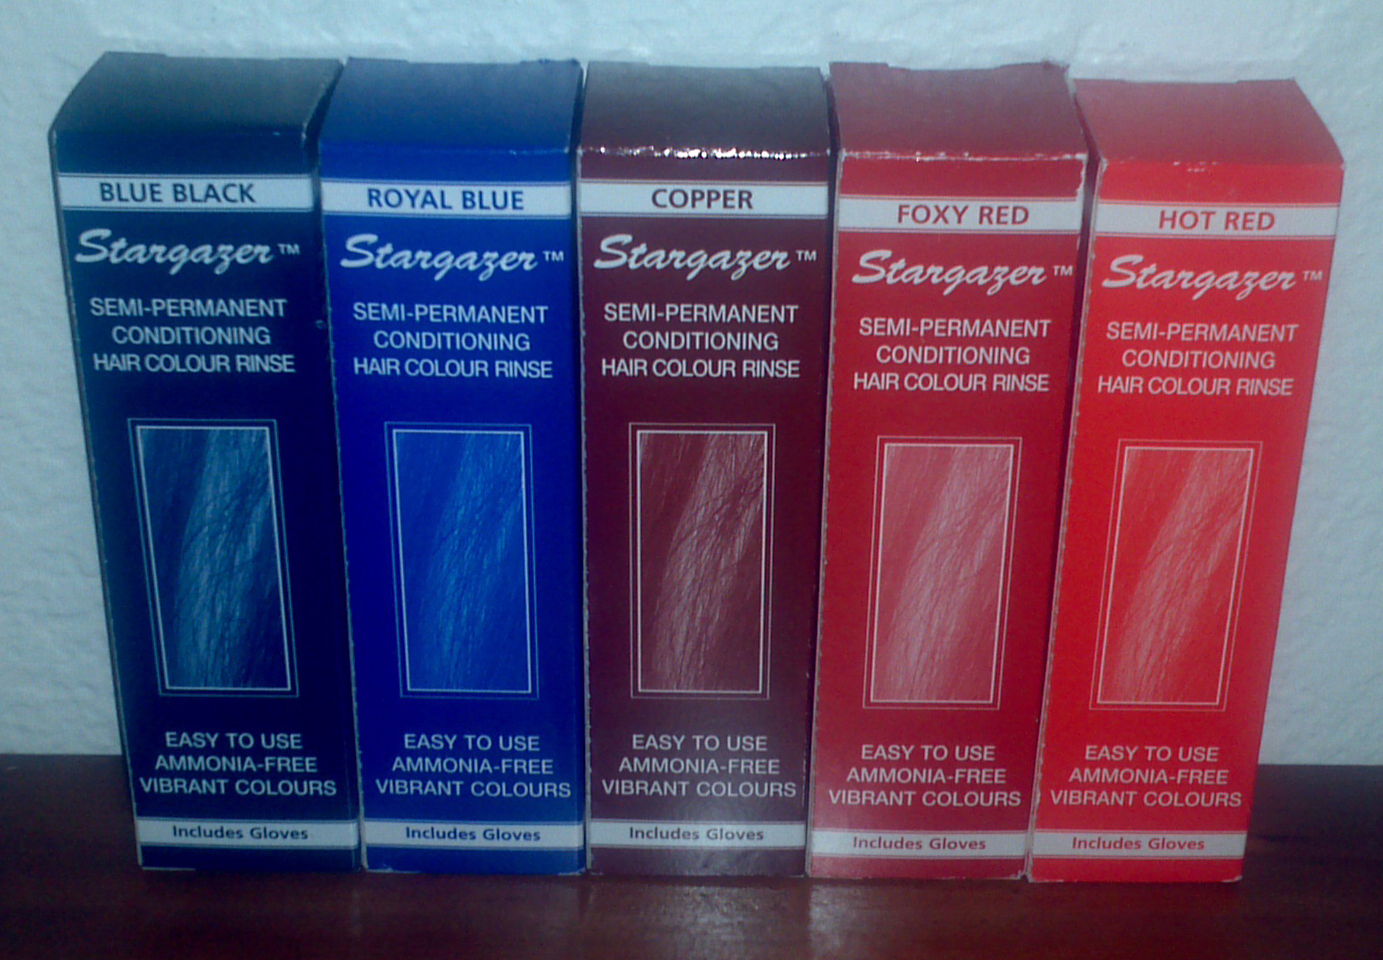 BLUE BLACK
Stargazer™
SEMI-PERMANENT
CONDITIONING
HAIR COLOUR RINSE
EASY TO USE
AMMONIA-FREE
VIBRANT COLOURS
Includes Gloves
ROYAL BLUE
Stargazer™
SEMI-PERMANENT
CONDITIONING
HAIR COLOUR RINSE
EASY TO USE
AMMONIA-FREE
VIBRANT COLOURS
Includes Gloves
COPPER
Stargazer™
SEMI-PERMANENT
CONDITIONING
HAIR COLOUR RINSE
EASY TO USE
AMMONIA-FREE
VIBRANT COLOURS
Includes Gloves
FOXY RED
Stargazer™
SEMI-PERMANENT
CONDITIONING
HAIR COLOUR RINSE
EASY TO USE
AMMONIA-FREE
VIBRANT COLOURS
Includes Gloves
HOT RED
Stargazer™
SEMI-PERMANENT
CONDITIONING
HAIR COLOUR RINSE
EASY TO USE
AMMONIA-FREE
VIBRANT COLOURS
Includes Gloves